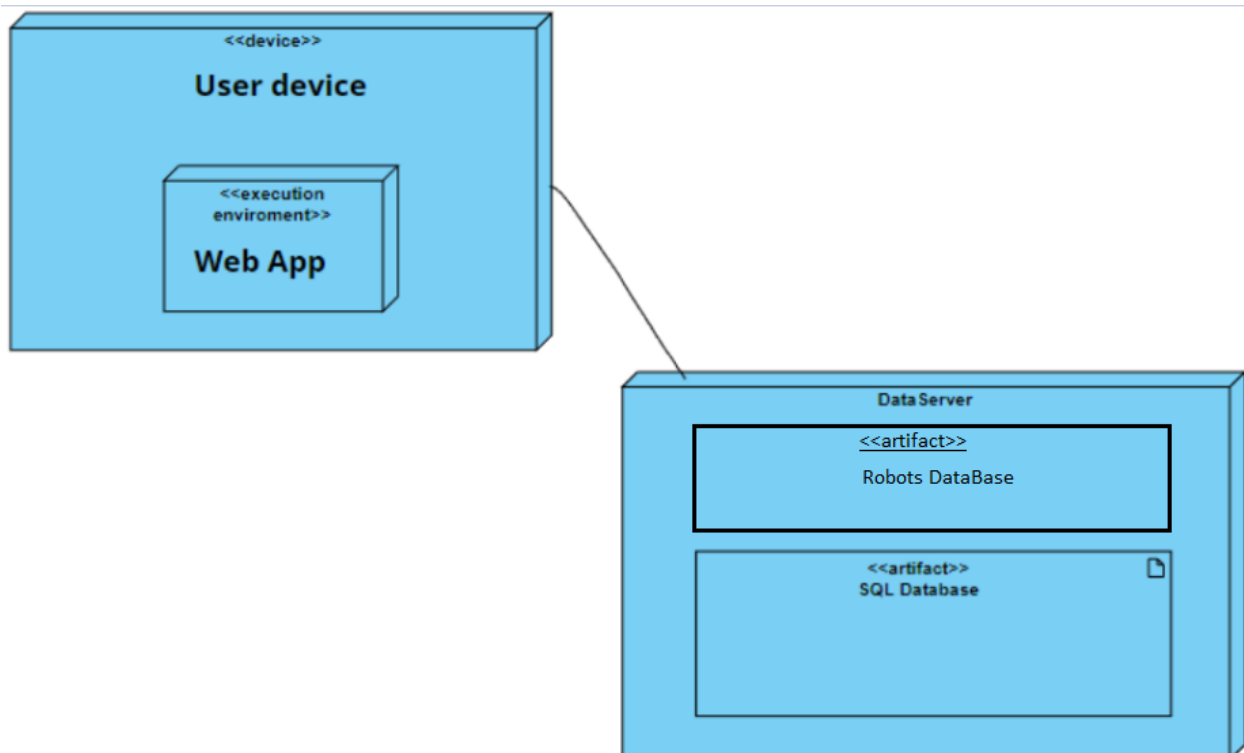 <<device>>
User device
<<execution
enviroment>>
Web App
DataServer
<<artifact>>
Robots DataBase
<<artifact>>
SQL Database